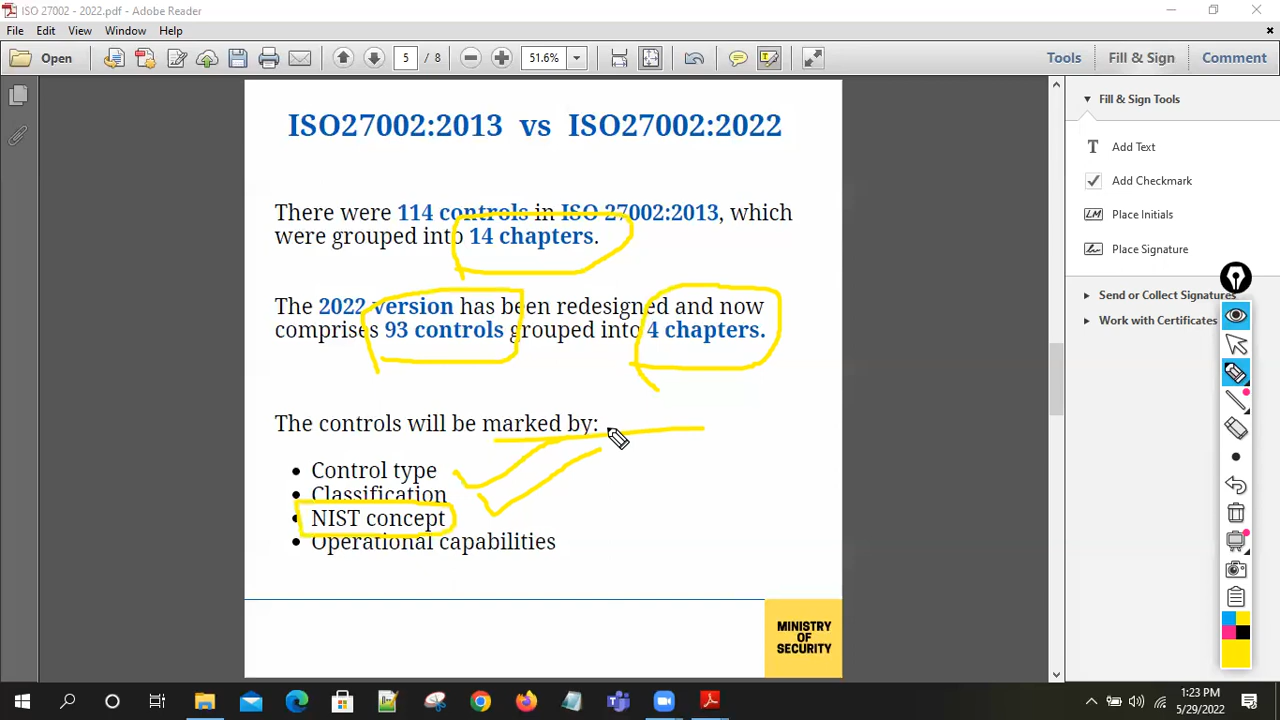 ISO 27002 - 2022.pdf - Adobe Reader
File Edit View Window Help
Open 5 / 8 51.6% Tools Fill & Sign Comment
Fill & Sign Tools
T Add Text
Add Checkmark
LM Place Initials
Place Signature
Send or Collect Signatures
Work with Certificates
ISO27002:2013 vs ISO27002:2022
There were 114 controls in ISO 27002:2013, which
were grouped into 14 chapters.
The 2022 version has been redesigned and now
comprises 93 controls grouped into 4 chapters.
The controls will be marked by:
• Control type
• Classification
• NIST concept
• Operational capabilities
MINISTRY
OF
SECURITY
1:23 PM
5/29/2022